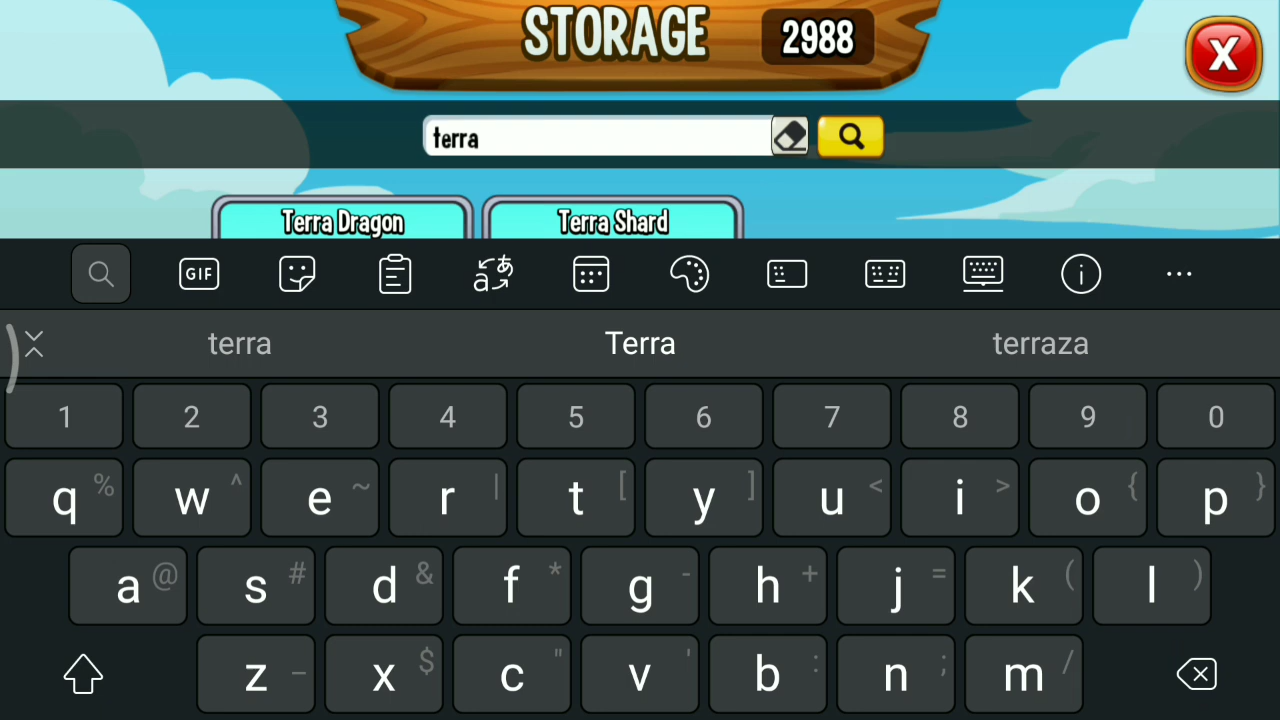 STORAGE 2988
X
terra
Terra Dragon Terra Shard
GIF
terra Terra terraza
1 2 3 4 5 6 7 8 9 0
q % w ^ e ~ r | t [ y ] u < i > o { p }
a @ s # d & f * g - h + j = k ( l )
z _ x $ c " v ' b : n ; m /